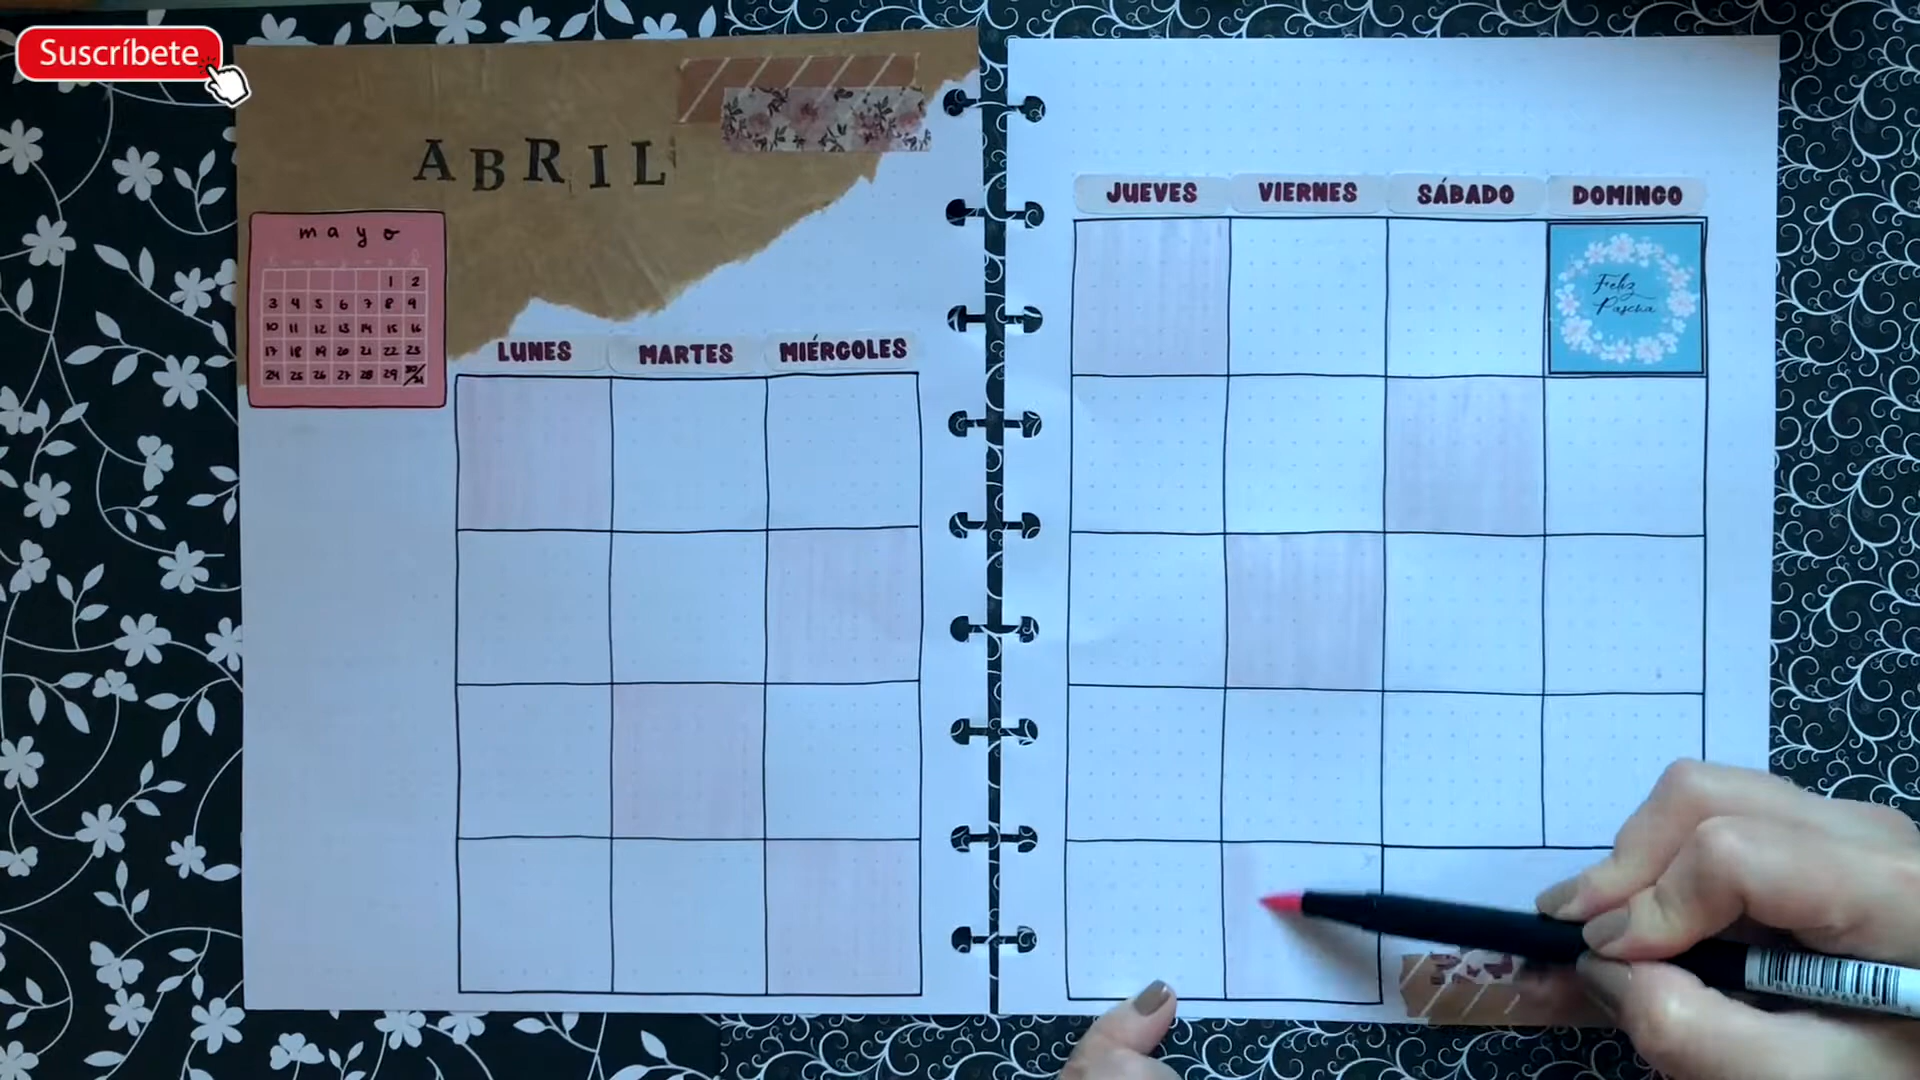 Suscríbete
ABRIL
mayo
1 2
3 4 5 6 7 8 9
10 11 12 13 14 15 16
17 18 19 20 21 22 23
24 25 26 27 28 29 30/31
LUNES MARTES MIÉRCOLES
JUEVES VIERNES SÁBADO DOMINGO
Feliz
Pascua